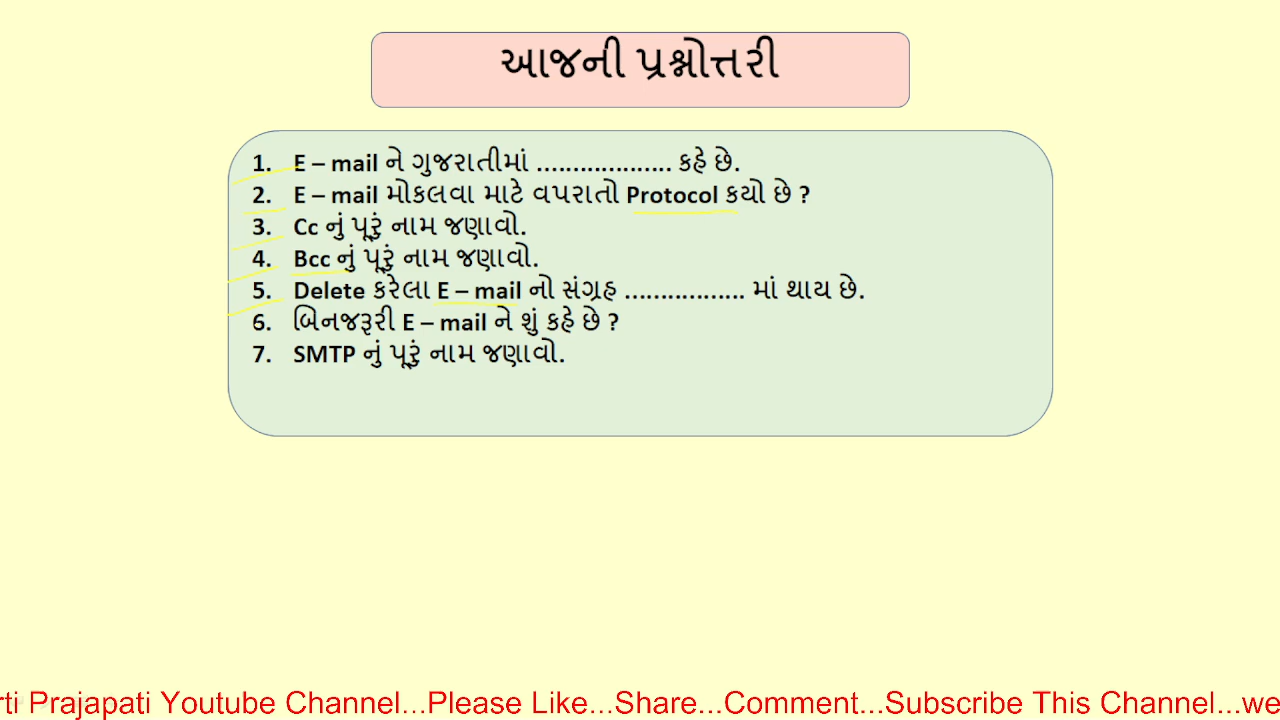 આજની પ્રશ્નોત્તરી
1. E – mail ને ગુજરાતીમાં ................... કહે છે.
2. E – mail મોકલવા માટે વપરાતો Protocol કયો છે ?
3. Cc નું પૂરું નામ જણાવો.
4. Bcc નું પૂરું નામ જણાવો.
5. Delete કરેલા E – mail નો સંગ્રહ ................. માં થાય છે.
6. બિનજરૂરી E – mail ને શું કહે છે ?
7. SMTP નું પૂરું નામ જણાવો.
rti Prajapati Youtube Channel...Please Like...Share...Comment...Subscribe This Channel...we